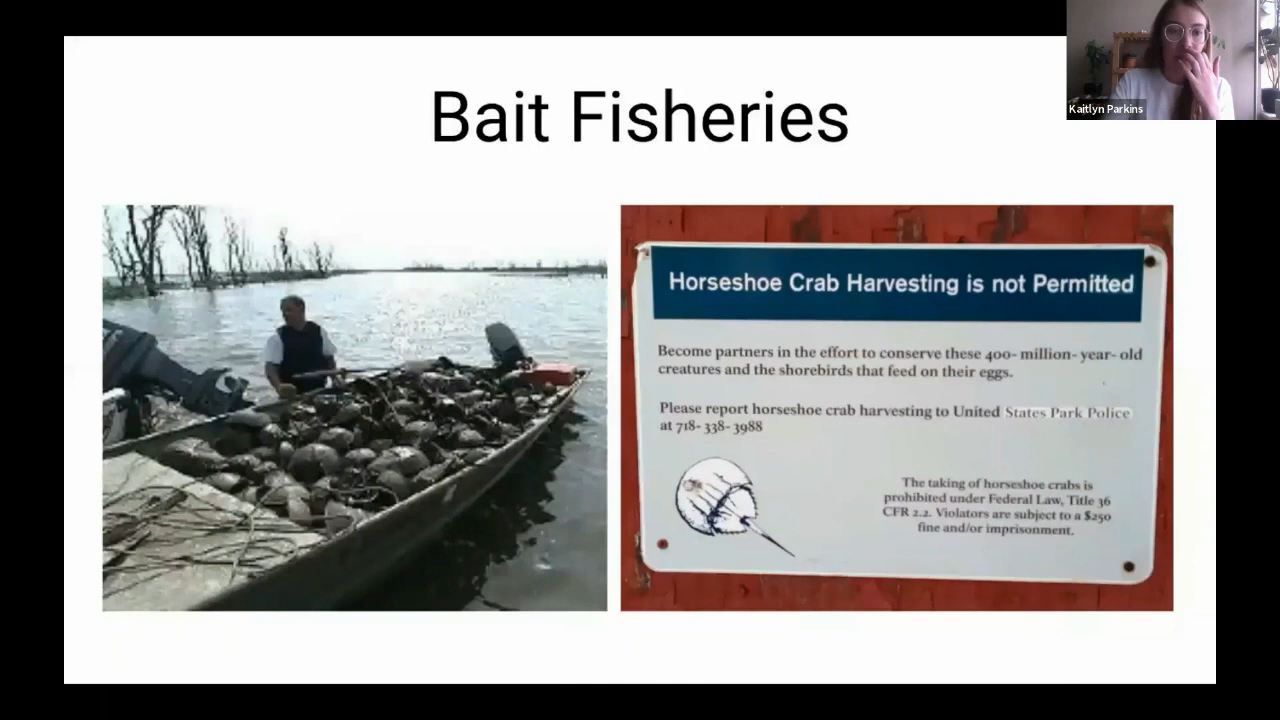 Bait Fisheries
Kaitlyn Parkins
Horseshoe Crab Harvesting is not Permitted
Become partners in the effort to conserve these 400- million- year- old
creatures and the shorebirds that feed on their eggs.
Please report horseshoe crab harvesting to United States Park Police
at 718- 338- 3988
The taking of horseshoe crabs is
prohibited under Federal Law, Title 36
CFR 2.2. Violators are subject to a $250
fine and/or imprisonment.